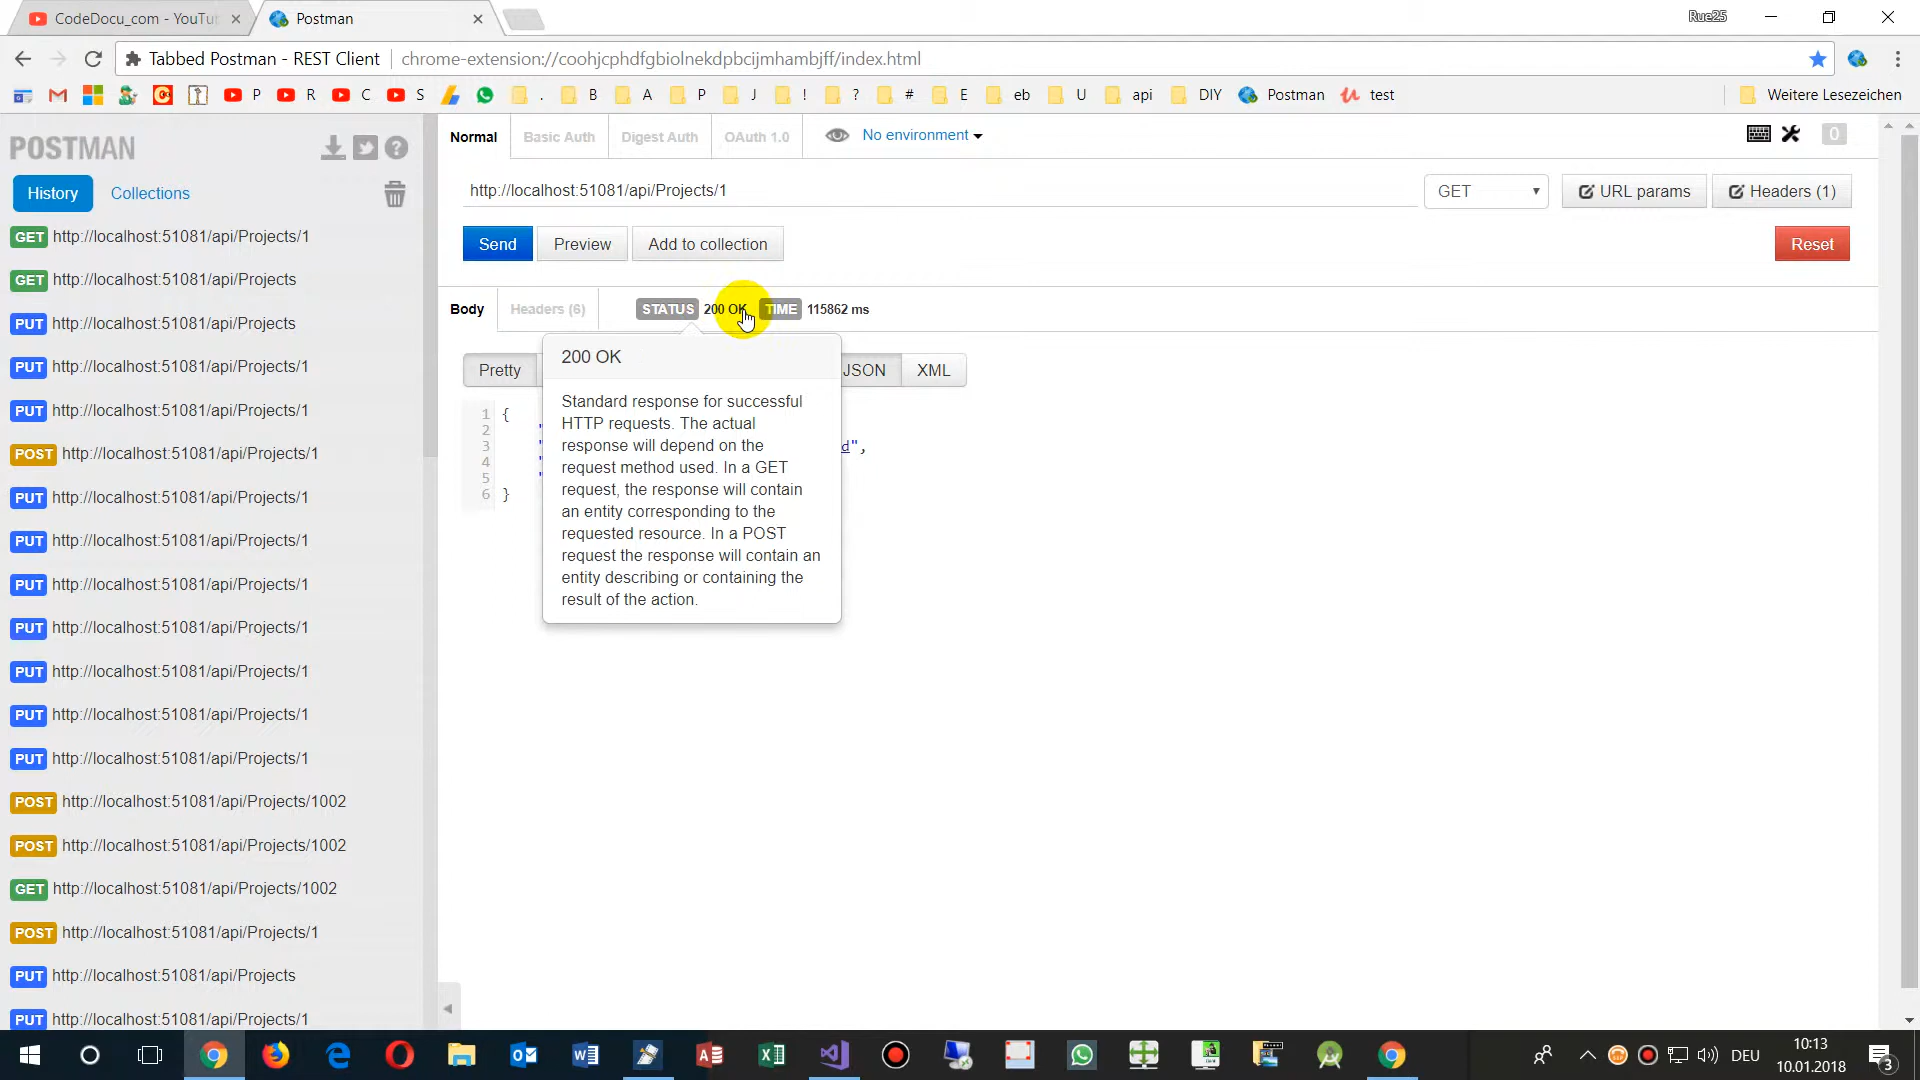 CodeDocu_com - YouTu
Postman
Rue25
Tabbed Postman - REST Client
chrome-extension://coohjcphdfgbiolnekdpbcijmhambjff/index.html
P
R
C
S
.
B
A
P
J
!
?
#
E
eb
U
api
DIY
Postman
test
Weitere Lesezeichen
POSTMAN
History
Collections
GET http://localhost:51081/api/Projects/1
GET http://localhost:51081/api/Projects
PUT http://localhost:51081/api/Projects
PUT http://localhost:51081/api/Projects/1
PUT http://localhost:51081/api/Projects/1
POST http://localhost:51081/api/Projects/1
PUT http://localhost:51081/api/Projects/1
PUT http://localhost:51081/api/Projects/1
PUT http://localhost:51081/api/Projects/1
PUT http://localhost:51081/api/Projects/1
PUT http://localhost:51081/api/Projects/1
PUT http://localhost:51081/api/Projects/1
PUT http://localhost:51081/api/Projects/1
POST http://localhost:51081/api/Projects/1002
POST http://localhost:51081/api/Projects/1002
GET http://localhost:51081/api/Projects/1002
POST http://localhost:51081/api/Projects/1
PUT http://localhost:51081/api/Projects
PUT http://localhost:51081/api/Projects/1
Normal
Basic Auth
Digest Auth
OAuth 1.0
No environment
0
http://localhost:51081/api/Projects/1
GET
URL params
Headers (1)
Send
Preview
Add to collection
Reset
Body
Headers (6)
STATUS 200 OK TIME 115862 ms
Pretty
JSON
XML
1 {
2 "
3 " d",
4 "
5 "
6 }
200 OK
Standard response for successful
HTTP requests. The actual
response will depend on the
request method used. In a GET
request, the response will contain
an entity corresponding to the
requested resource. In a POST
request the response will contain an
entity describing or containing the
result of the action.
DEU
10:13
10.01.2018
3